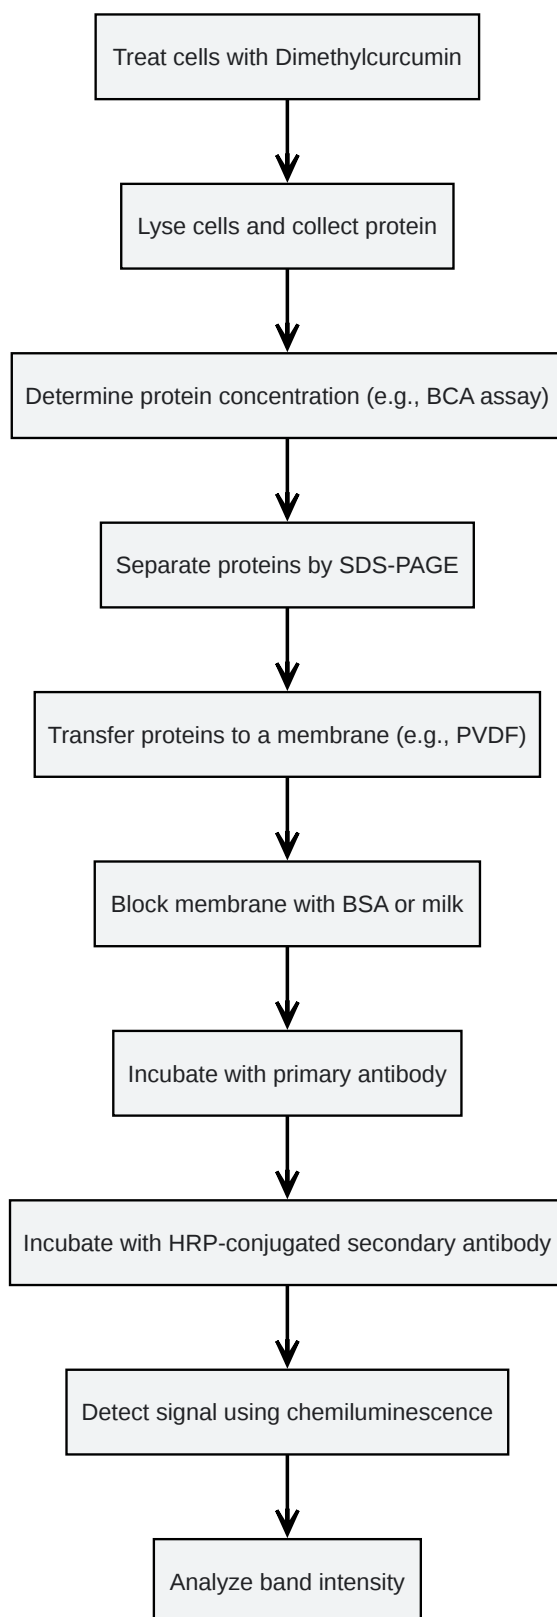 Treat cells with Dimethylcurcumin
Lyse cells and collect protein
Determine protein concentration (e.g., BCA assay)
Separate proteins by SDS-PAGE
Transfer proteins to a membrane (e.g., PVDF)
Block membrane with BSA or milk
Incubate with primary antibody
Incubate with HRP-conjugated secondary antibody
Detect signal using chemiluminescence
Analyze band intensity